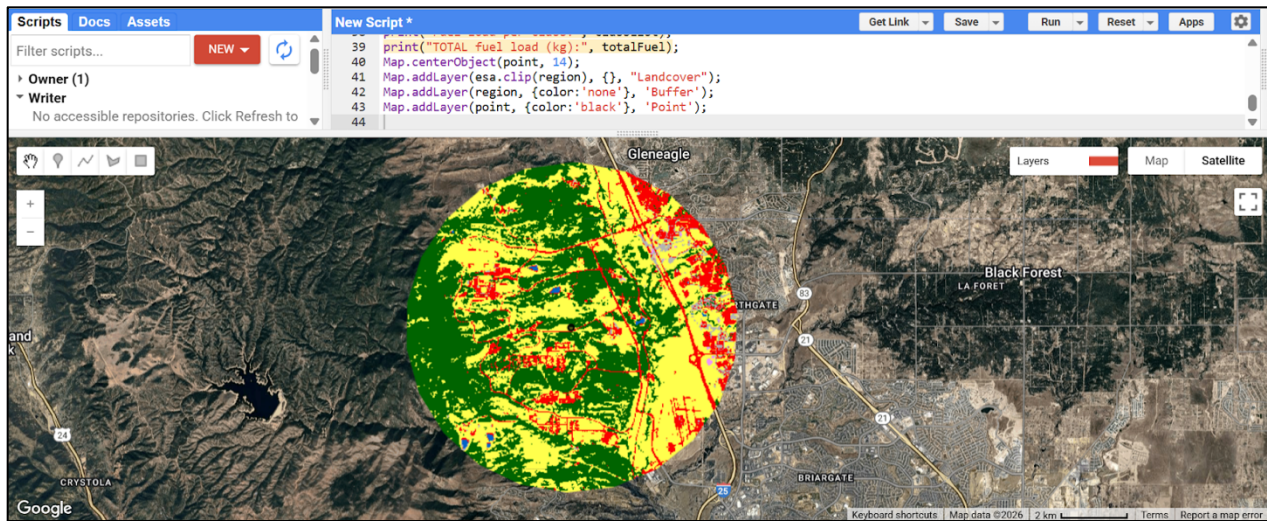 Scripts Docs Assets
Filter scripts...
NEW
Owner (1)
Writer
No accessible repositories. Click Refresh to
New Script *
Get Link
Save
Run
Reset
Apps
39 print("TOTAL fuel load (kg):", totalFuel);
40 Map.centerObject(point, 14);
41 Map.addLayer(esa.clip(region), {}, "Landcover");
42 Map.addLayer(region, {color:'none'}, 'Buffer');
43 Map.addLayer(point, {color:'black'}, 'Point');
44
Gleneagle
Layers
Map
Satellite
+
−
Black Forest
LA FORET
83
RTHGATE
21
and
k
24
21
CRYSTOLA
BRIARGATE
25
Google
Keyboard shortcuts
Map data ©2026
2 km
Terms
Report a map error